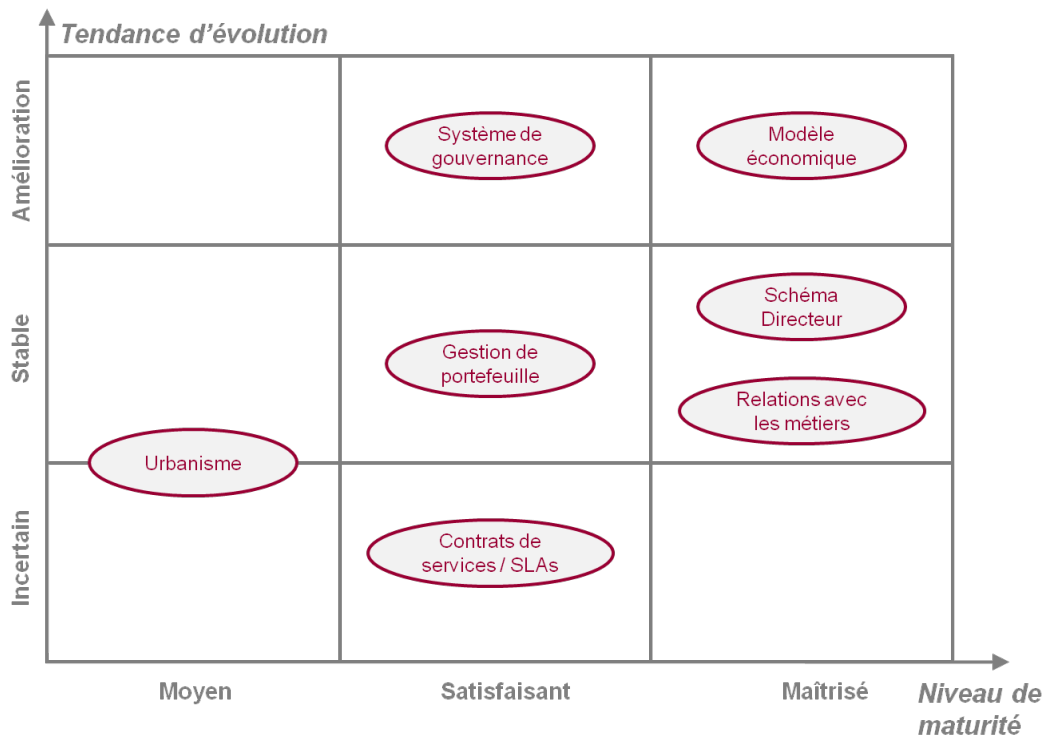 Tendance d'évolution
Amélioration
Système de
gouvernance
Modèle
économique
Stable
Schéma
Directeur
Gestion de
portefeuille
Relations avec
les métiers
Urbanisme
Incertain
Contrats de
services / SLAs
Moyen
Satisfaisant
Maîtrisé
Niveau de
maturité